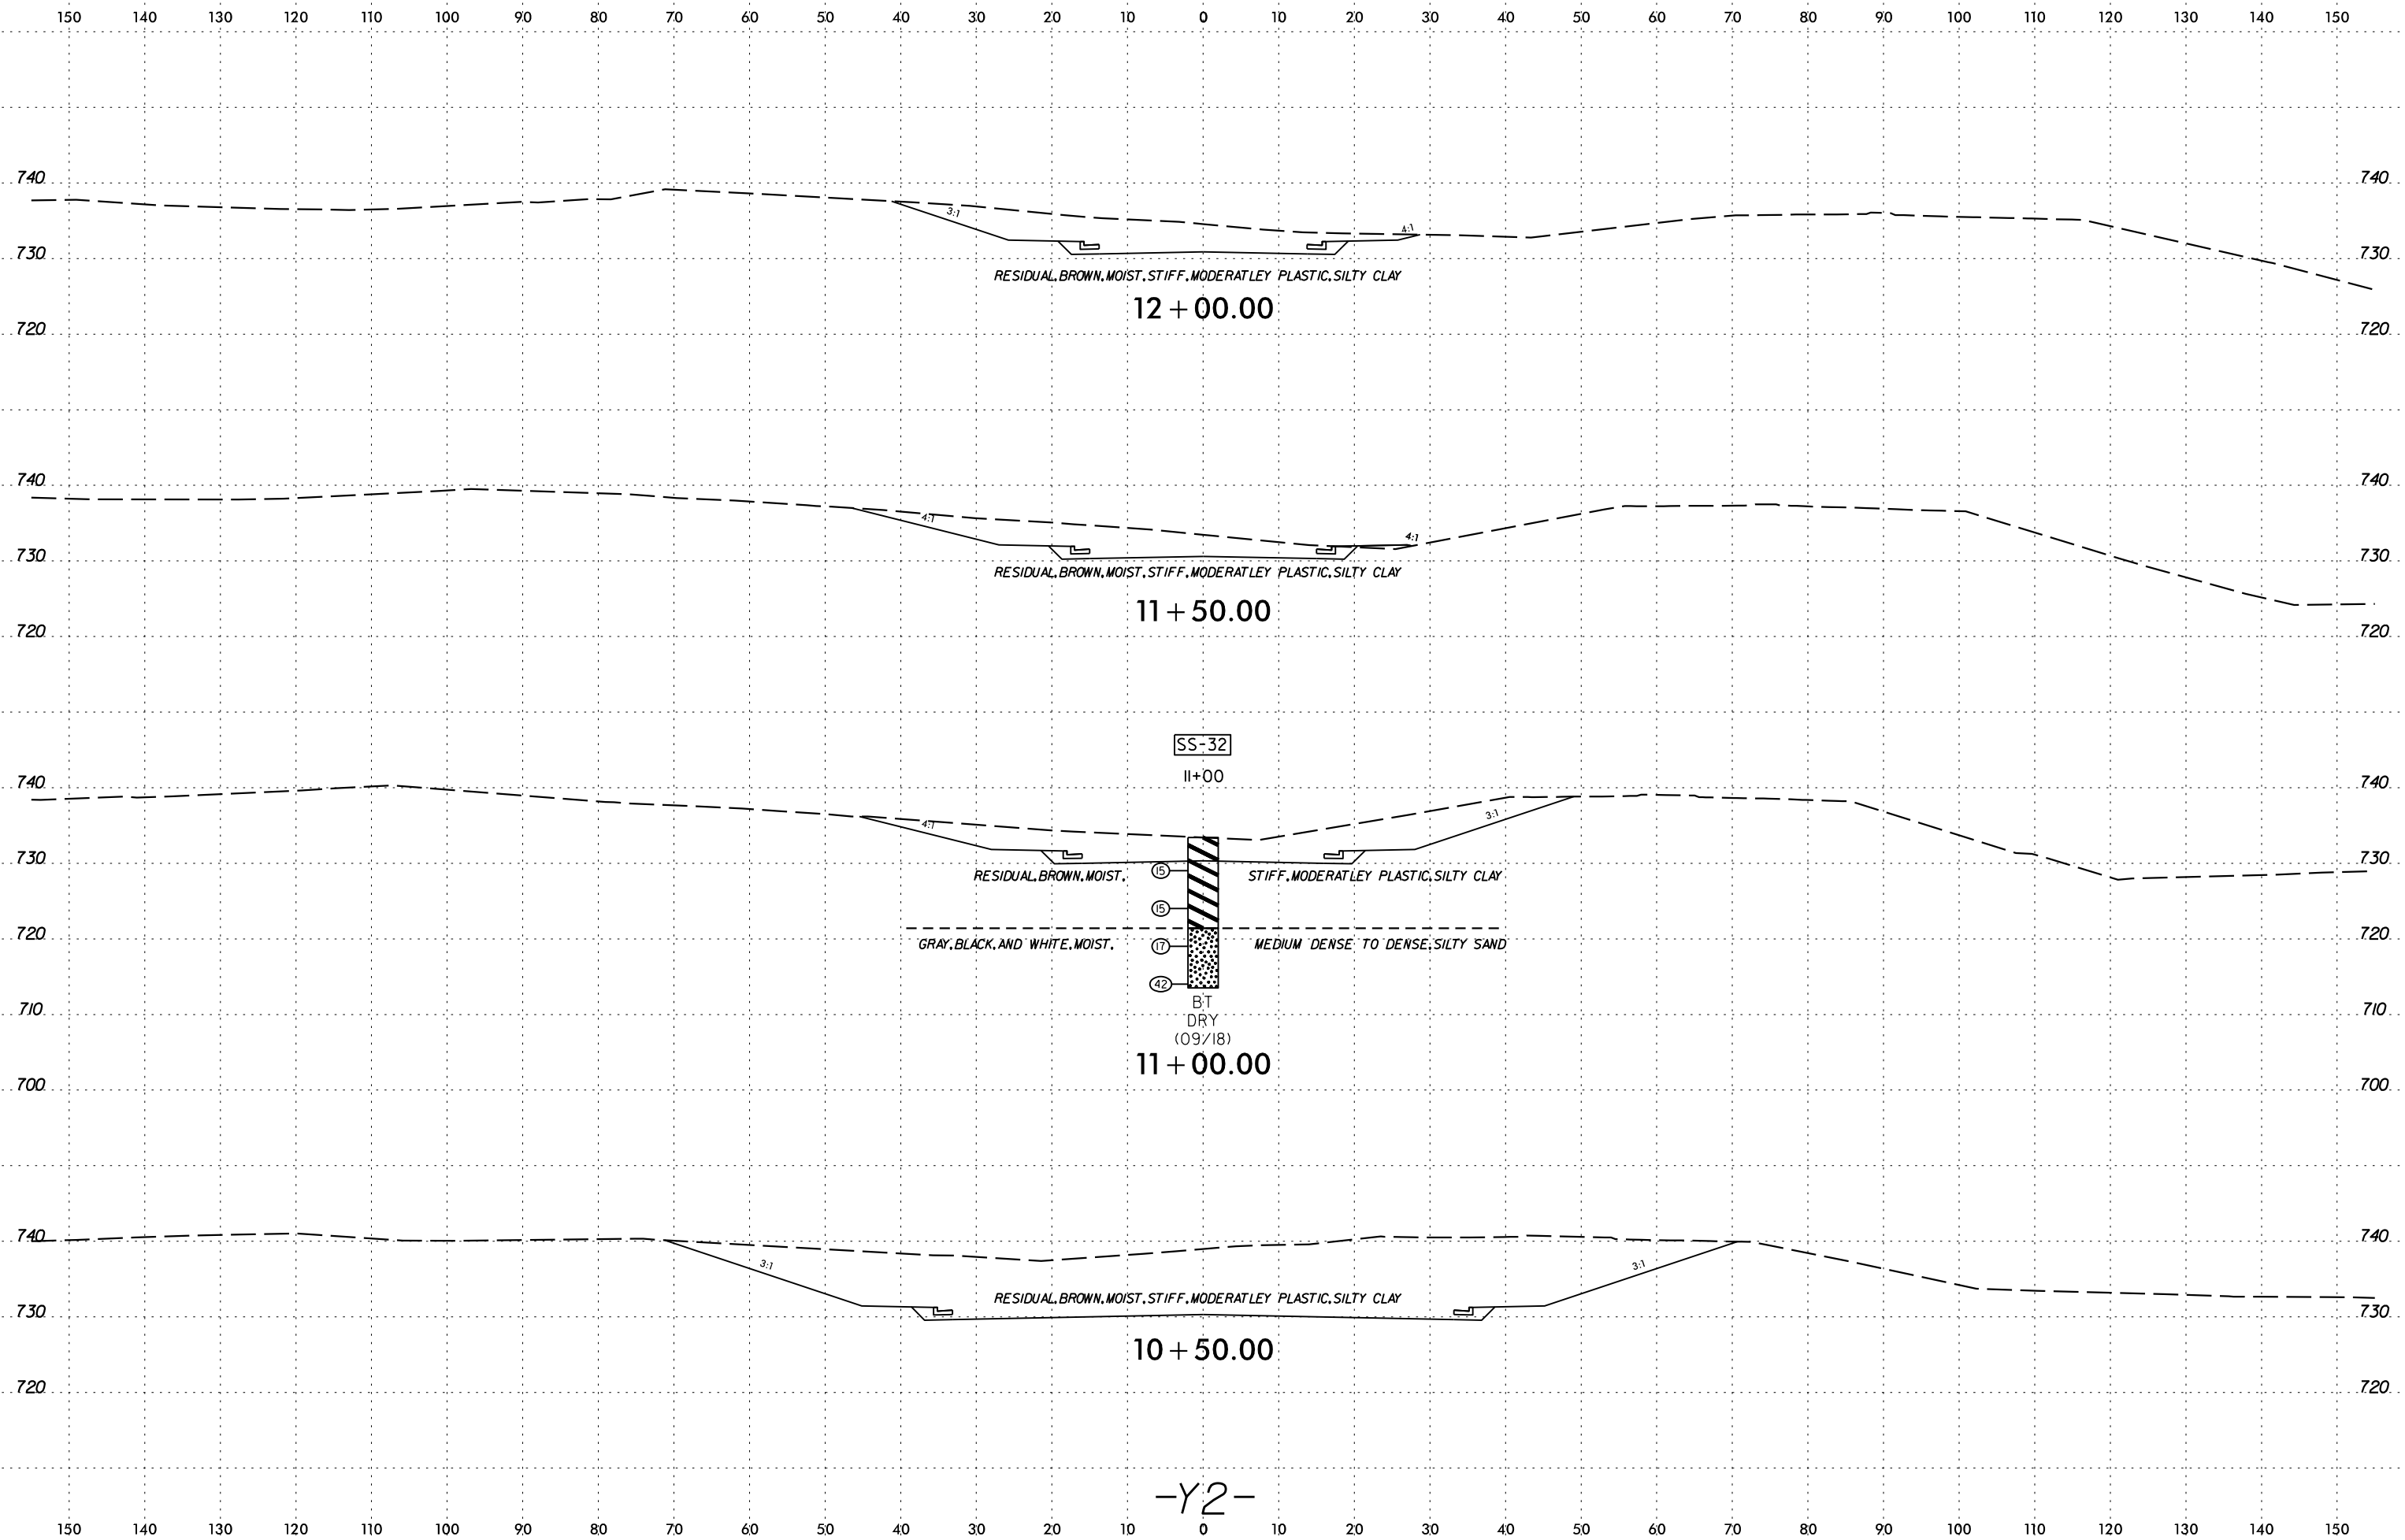 150 140 130 120 110 100 90 80 70 60 50 40 30 20 10 0 10 20 30 40 50 60 70 80 90 100 110 120 130 140 150
740 740
3:1 4:1
730 730
RESIDUAL,BROWN,MOIST,STIFF,MODERATLEY PLASTIC,SILTY CLAY
12+00.00
720 720
740 740
4:1 4:1
730 730
RESIDUAL,BROWN,MOIST,STIFF,MODERATLEY PLASTIC,SILTY CLAY
11+50.00
720 720
SS-32
11+00
740 740
4:1 3:1
730 730
RESIDUAL,BROWN,MOIST, 15 STIFF,MODERATLEY PLASTIC,SILTY CLAY
15
720 720
GRAY,BLACK,AND WHITE,MOIST, 17 MEDIUM DENSE TO DENSE,SILTY SAND
42
BT
710 710
DRY
(09/18)
11+00.00
700 700
740 740
3:1 3:1
RESIDUAL,BROWN,MOIST,STIFF,MODERATLEY PLASTIC,SILTY CLAY
730 730
10+50.00
720 720
-Y2-
150 140 130 120 110 100 90 80 70 60 50 40 30 20 10 0 10 20 30 40 50 60 70 80 90 100 110 120 130 140 150